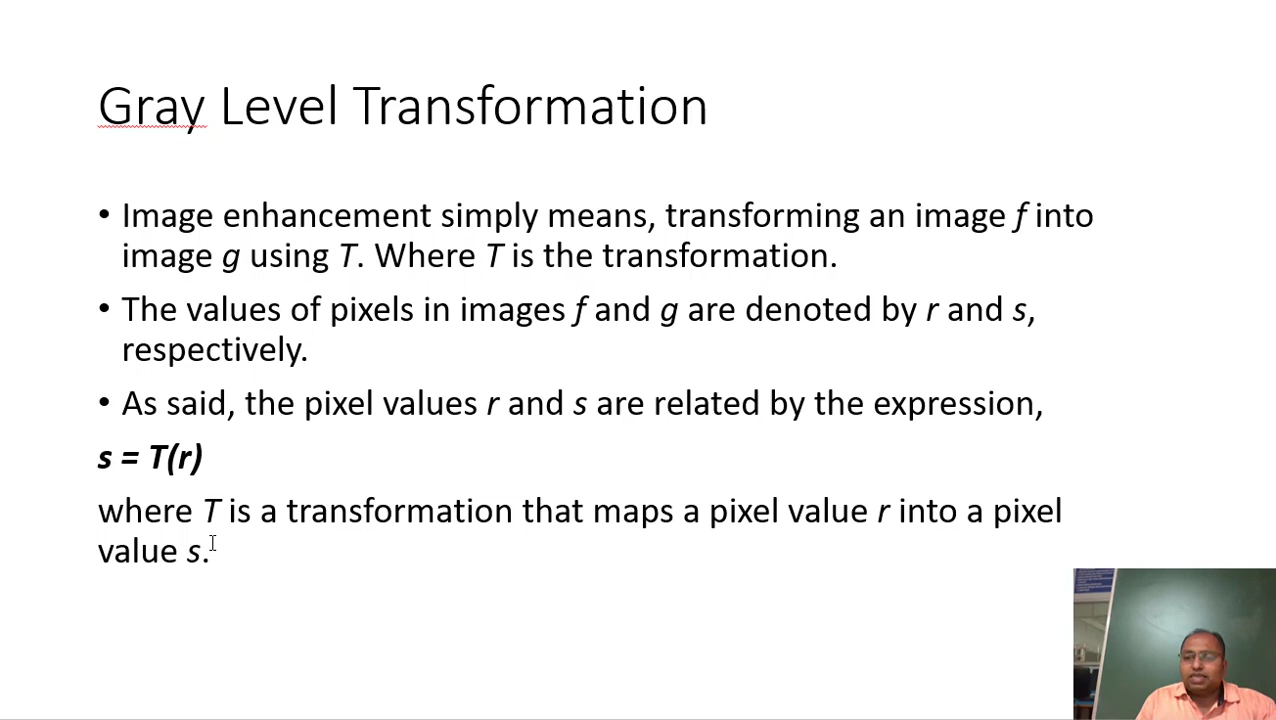 Gray Level Transformation
• Image enhancement simply means, transforming an image f into
image g using T. Where T is the transformation.
• The values of pixels in images f and g are denoted by r and s,
respectively.
• As said, the pixel values r and s are related by the expression,
s = T(r)
where T is a transformation that maps a pixel value r into a pixel
value s.